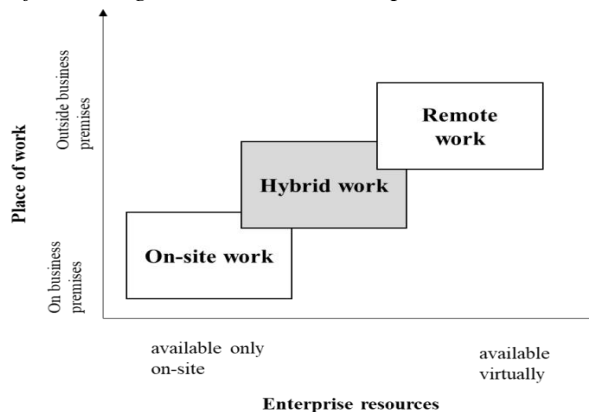 Outside business
premises
Remote
work
Place of work
Hybrid work
On-site work
On business
premises
available only
on-site
available
virtually
Enterprise resources